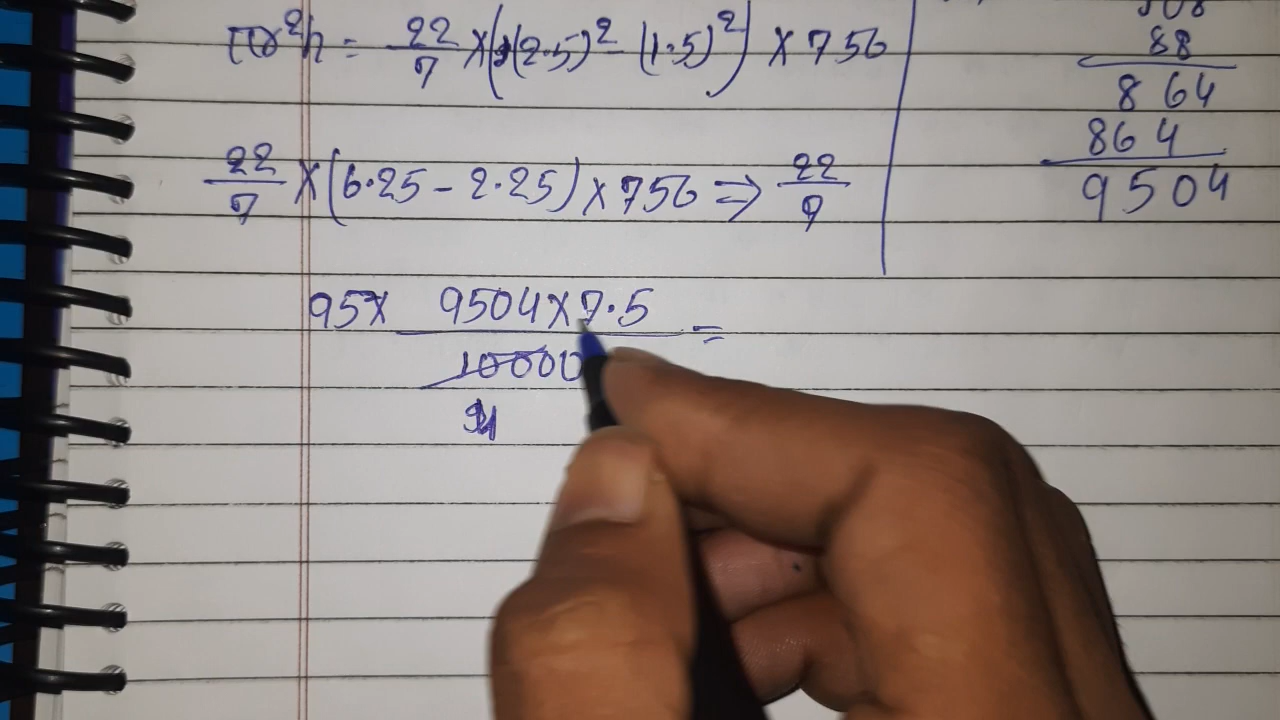 πr²h = 22/7 × ((2.5)² - (1.5)²) × 756
22/7 × (6.25 - 2.25) × 756 ⇒ 22/7
95× 9504×7.5/10000 =
88
864
864
9504